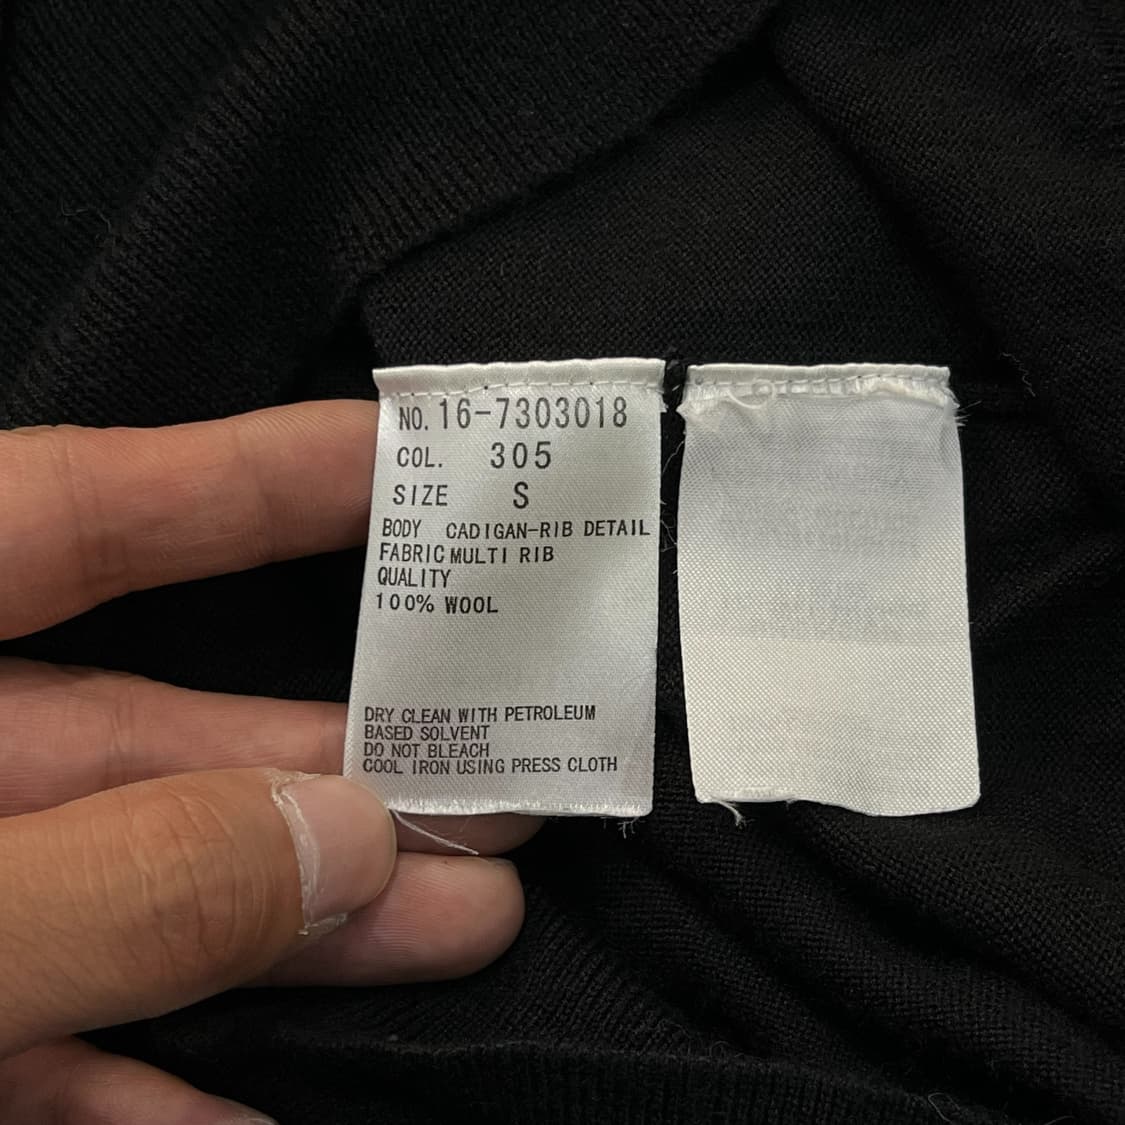 NO. 16-7303018
COL. 305
SIZE S
BODY CADIGAN-RIB DETAIL
FABRIC MULTI RIB
QUALITY
100% WOOL
DRY CLEAN WITH PETROLEUM
BASED SOLVENT
DO NOT BLEACH
COOL IRON USING PRESS CLOTH